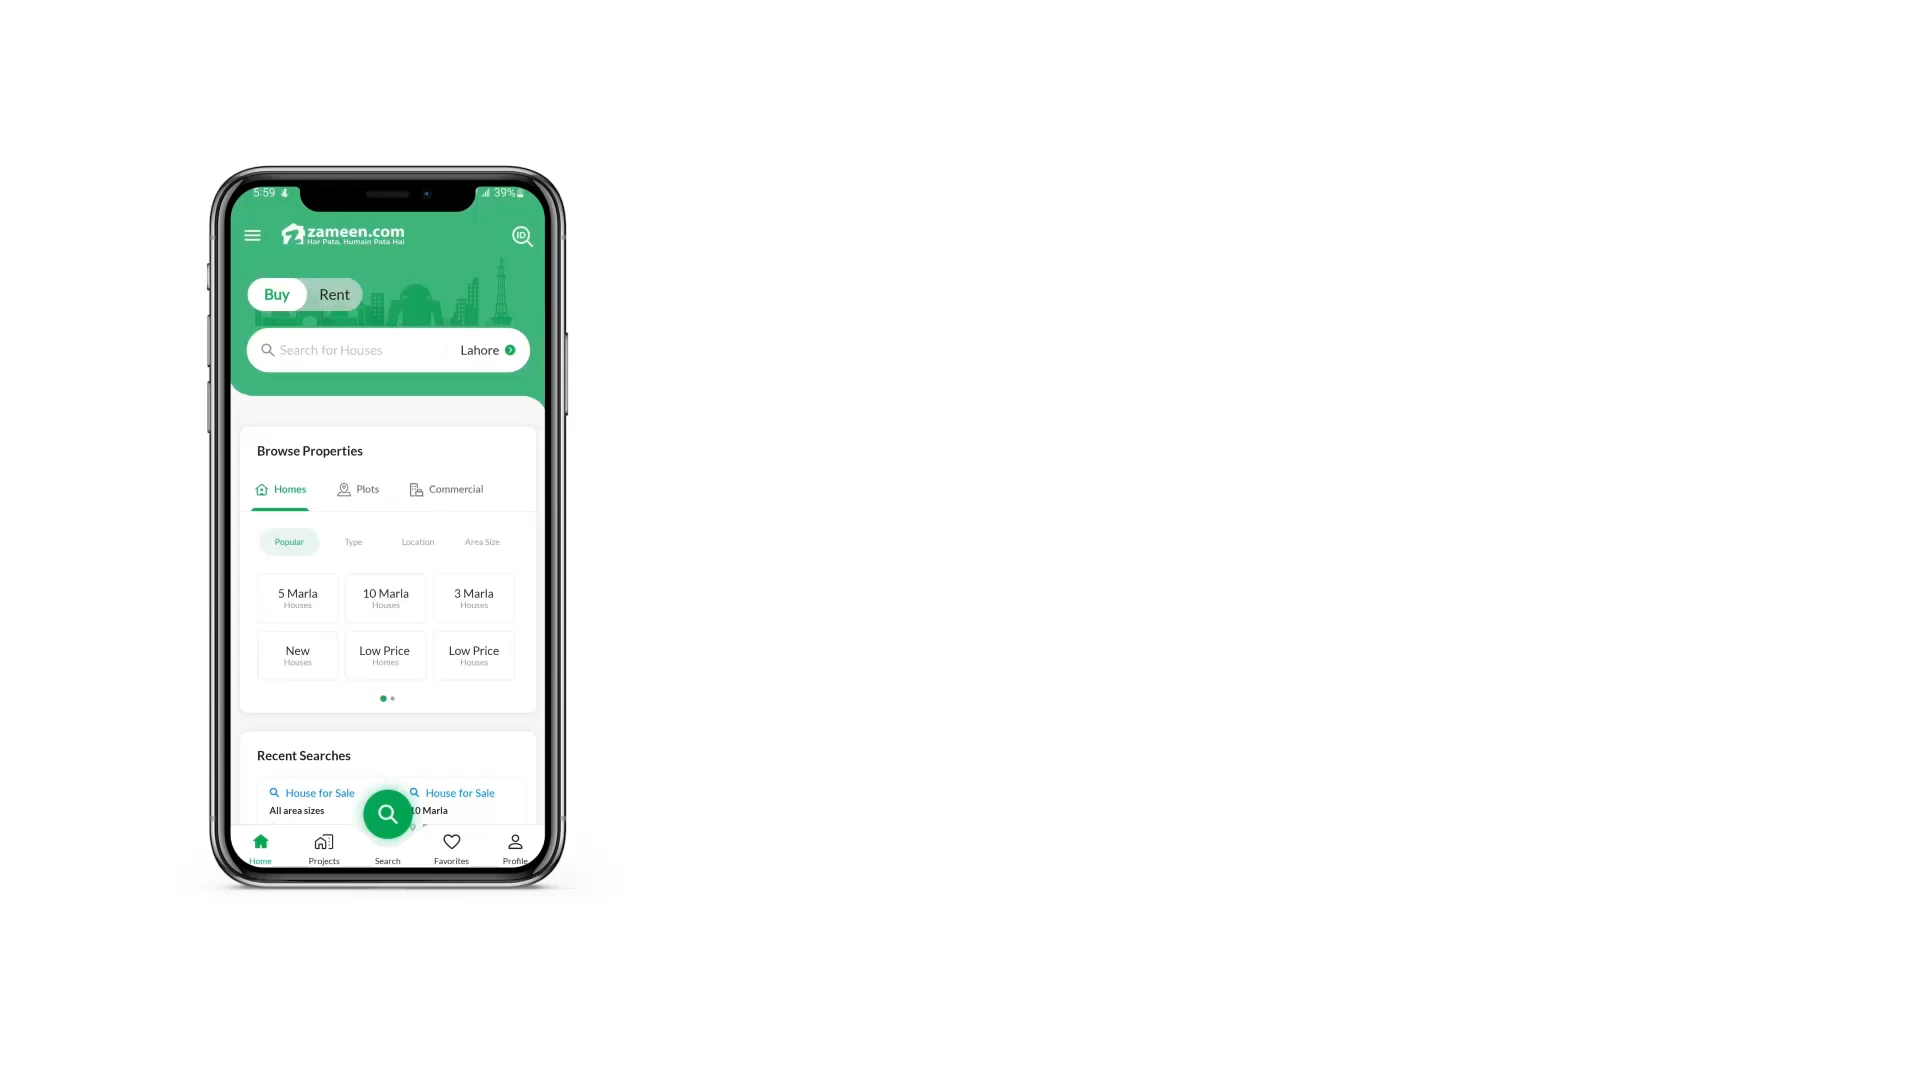 5:59
39%
zameen.com
Har Pata, Humain Pata Hai
ID
Buy Rent
Search for Houses Lahore
Browse Properties
Homes Plots Commercial
Popular Type Location Area Size
5 Marla 10 Marla 3 Marla
Houses Houses Houses
New Low Price Low Price
Houses Homes Houses
Recent Searches
House for Sale House for Sale
All area sizes 10 Marla
Home Projects Search Favorites Profile